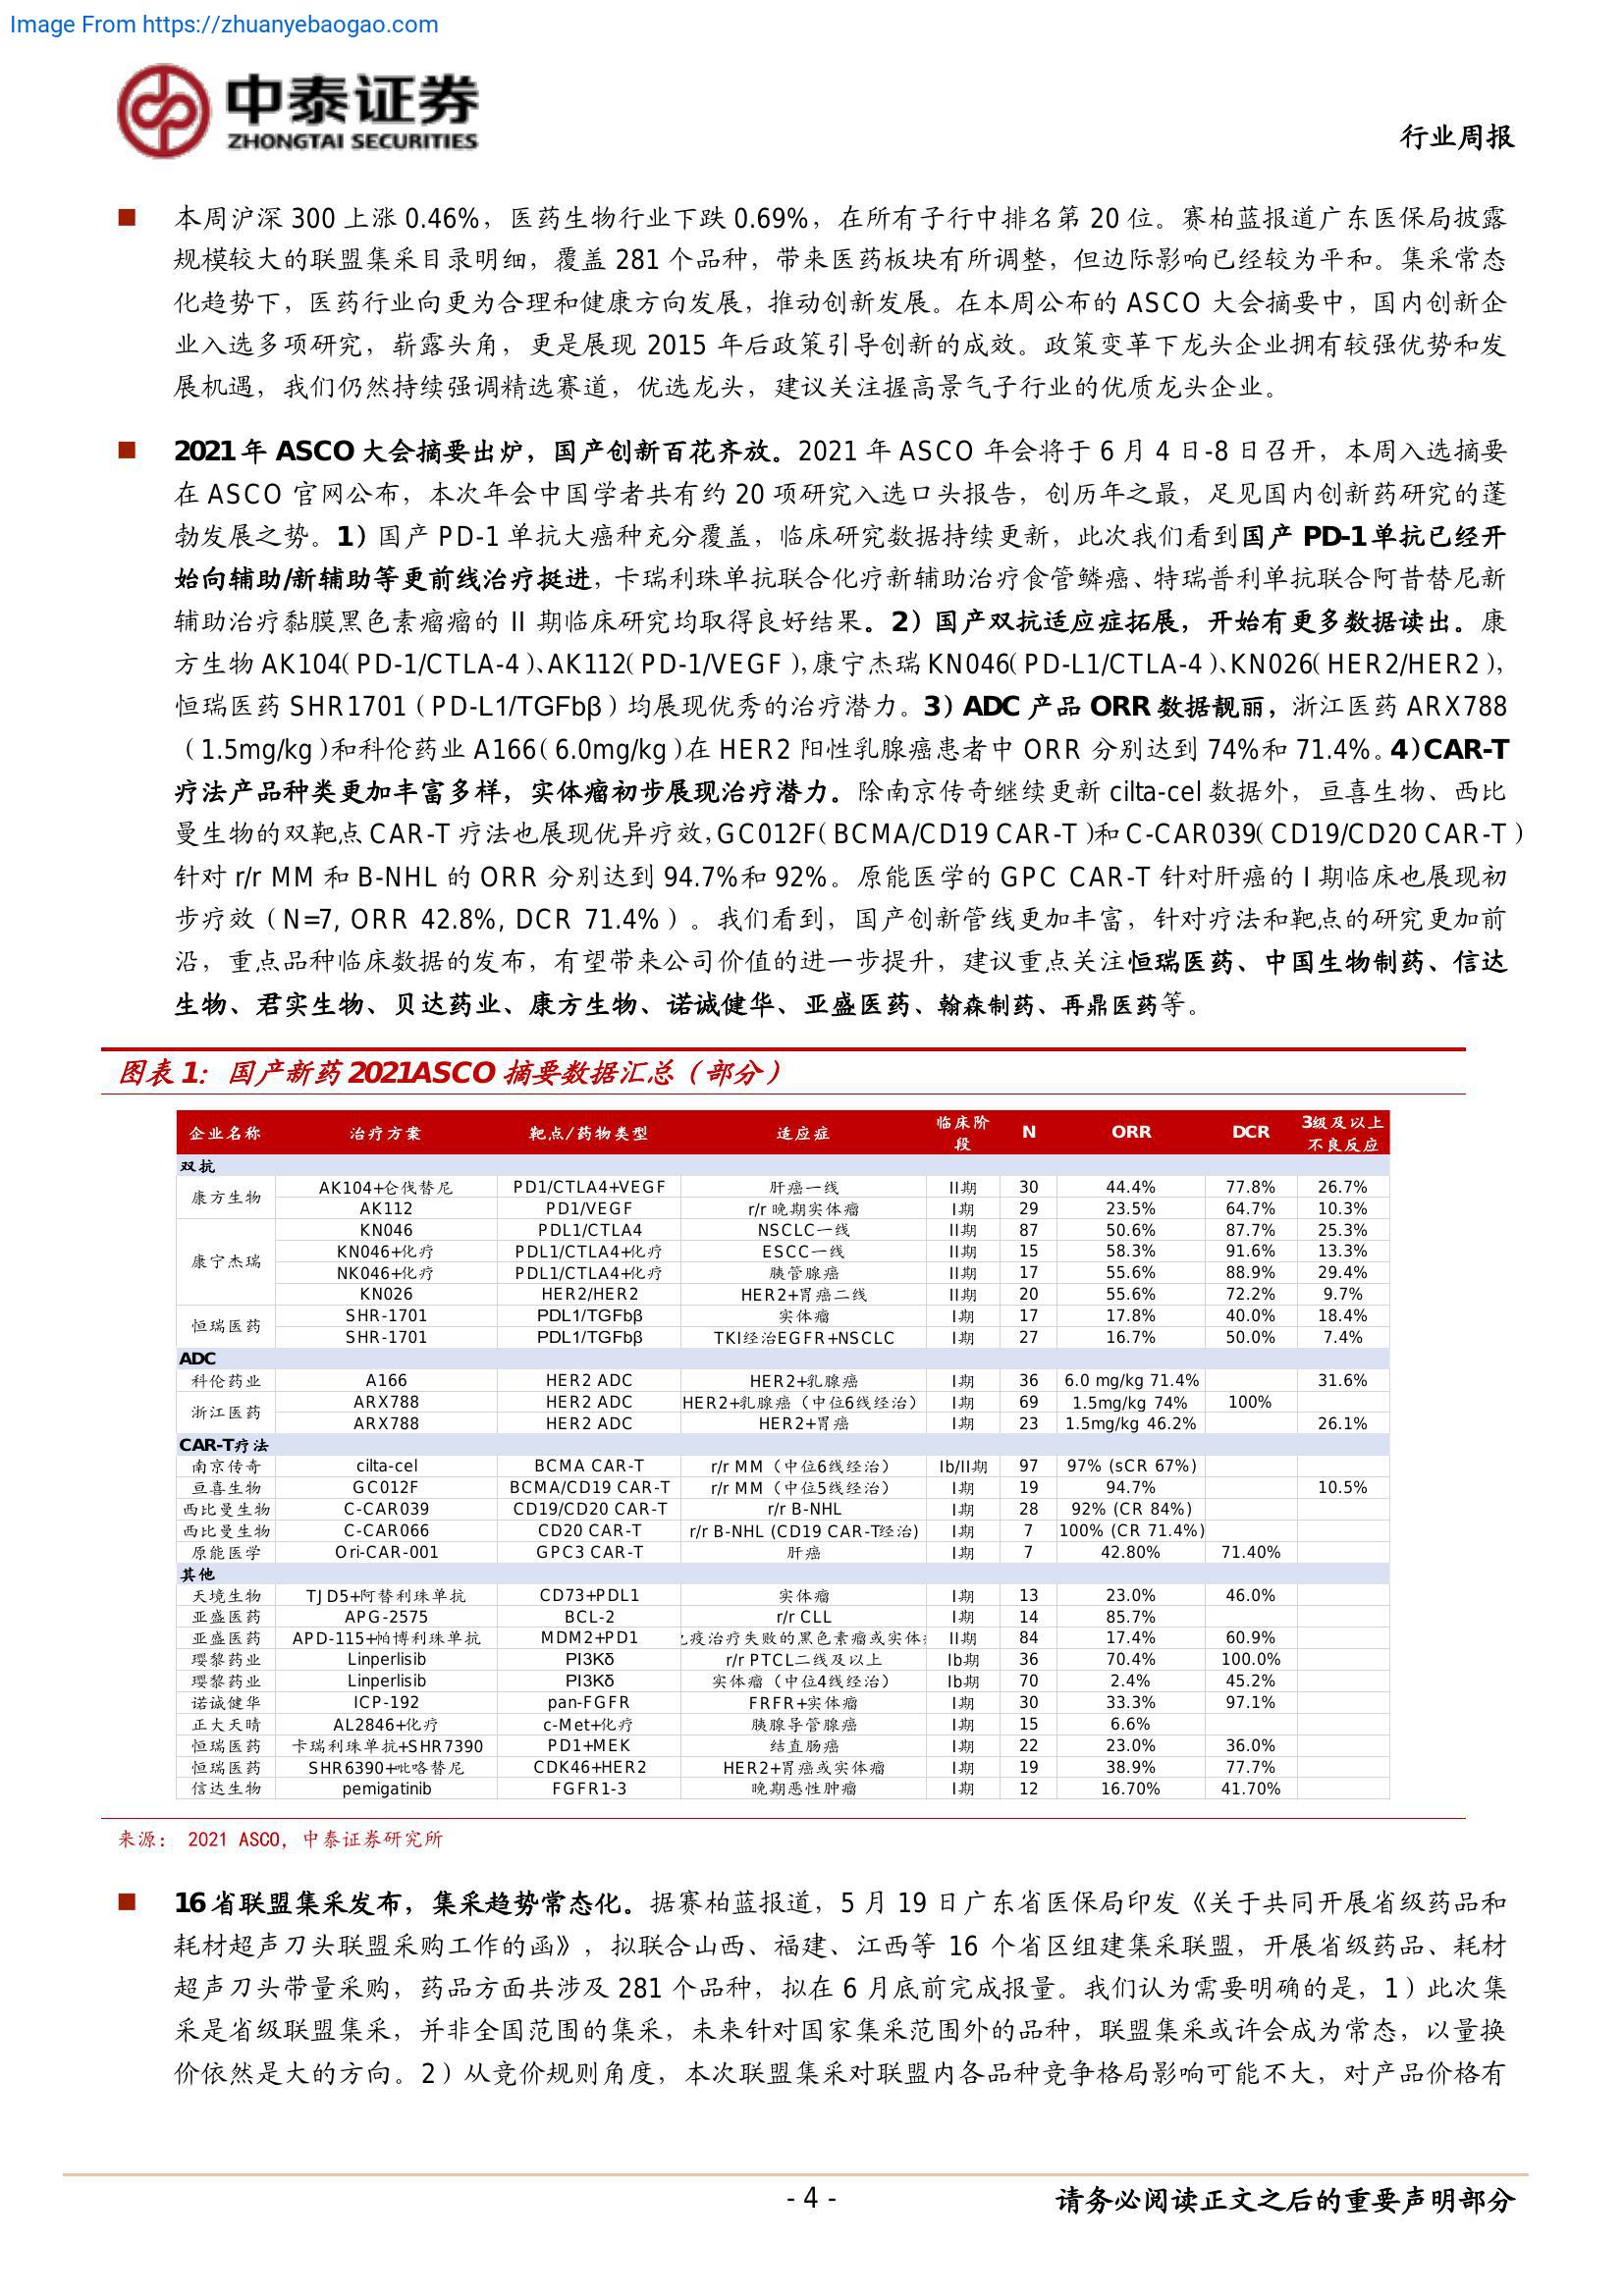 Image From https://zhuanyebaogao.com
中泰证券
ZHONGTAI SECURITIES
行业周报
■ 本周沪深 300 上涨 0.46%，医药生物行业下跌 0.69%，在所有子行中排名第 20 位。赛柏蓝报道广东医保局披露
规模较大的联盟集采目录明细，覆盖 281 个品种，带来医药板块有所调整，但边际影响已经较为平和。集采常态
化趋势下，医药行业向更为合理和健康方向发展，推动创新发展。在本周公布的 ASCO 大会摘要中，国内创新企
业入选多项研究，崭露头角，更是展现 2015 年后政策引导创新的成效。政策变革下龙头企业拥有较强优势和发
展机遇，我们仍然持续强调精选赛道，优选龙头，建议关注握高景气子行业的优质龙头企业。
■ 2021 年 ASCO 大会摘要出炉，国产创新百花齐放。2021 年 ASCO 年会将于 6 月 4 日-8 日召开，本周入选摘要
在 ASCO 官网公布，本次年会中国学者共有约 20 项研究入选口头报告，创历年之最，足见国内创新药研究的蓬
勃发展之势。1）国产 PD-1 单抗大癌种充分覆盖，临床研究数据持续更新，此次我们看到国产 PD-1 单抗已经开
始向辅助/新辅助等更前线治疗挺进，卡瑞利珠单抗联合化疗新辅助治疗食管鳞癌、特瑞普利单抗联合阿昔替尼新
辅助治疗黏膜黑色素瘤瘤的 II 期临床研究均取得良好结果。2）国产双抗适应症拓展，开始有更多数据读出。康
方生物 AK104（PD-1/CTLA-4）、AK112（PD-1/VEGF），康宁杰瑞 KN046（PD-L1/CTLA-4）、KN026（HER2/HER2），
恒瑞医药 SHR1701（PD-L1/TGFbβ）均展现优秀的治疗潜力。3）ADC 产品 ORR 数据靓丽，浙江医药 ARX788
（1.5mg/kg）和科伦药业 A166（6.0mg/kg）在 HER2 阳性乳腺癌患者中 ORR 分别达到 74%和 71.4%。4）CAR-T
疗法产品种类更加丰富多样，实体瘤初步展现治疗潜力。除南京传奇继续更新 cilta-cel 数据外，亘喜生物、西比
曼生物的双靶点 CAR-T 疗法也展现优异疗效，GC012F（BCMA/CD19 CAR-T）和 C-CAR039（CD19/CD20 CAR-T）
针对 r/r MM 和 B-NHL 的 ORR 分别达到 94.7%和 92%。原能医学的 GPC CAR-T 针对肝癌的 I 期临床也展现初
步疗效（N=7, ORR 42.8%, DCR 71.4%）。我们看到，国产创新管线更加丰富，针对疗法和靶点的研究更加前
沿，重点品种临床数据的发布，有望带来公司价值的进一步提升，建议重点关注恒瑞医药、中国生物制药、信达
生物、君实生物、贝达药业、康方生物、诺诚健华、亚盛医药、翰森制药、再鼎医药等。
图表 1：国产新药 2021ASCO 摘要数据汇总（部分）
企业名称 治疗方案 靶点/药物类型 适应症 临床阶段 N ORR DCR 3级及以上不良反应
双抗
康方生物 AK104+仑伐替尼 PD1/CTLA4+VEGF 肝癌一线 II期 30 44.4% 77.8% 26.7%
AK112 PD1/VEGF r/r 晚期实体瘤 I期 29 23.5% 64.7% 10.3%
康宁杰瑞 KN046 PDL1/CTLA4 NSCLC一线 II期 87 50.6% 87.7% 25.3%
KN046+化疗 PDL1/CTLA4+化疗 ESCC一线 II期 15 58.3% 91.6% 13.3%
NK046+化疗 PDL1/CTLA4+化疗 胰管腺癌 II期 17 55.6% 88.9% 29.4%
KN026 HER2/HER2 HER2+胃癌二线 II期 20 55.6% 72.2% 9.7%
恒瑞医药 SHR-1701 PDL1/TGFbβ 实体瘤 I期 17 17.8% 40.0% 18.4%
SHR-1701 PDL1/TGFbβ TKI经治EGFR+NSCLC I期 27 16.7% 50.0% 7.4%
ADC
科伦药业 A166 HER2 ADC HER2+乳腺癌 I期 36 6.0 mg/kg 71.4% 31.6%
浙江医药 ARX788 HER2 ADC HER2+乳腺癌（中位6线经治） I期 69 1.5mg/kg 74% 100%
ARX788 HER2 ADC HER2+胃癌 I期 23 1.5mg/kg 46.2% 26.1%
CAR-T疗法
南京传奇 cilta-cel BCMA CAR-T r/r MM（中位6线经治） Ib/II期 97 97% (sCR 67%)
亘喜生物 GC012F BCMA/CD19 CAR-T r/r MM（中位5线经治） I期 19 94.7% 10.5%
西比曼生物 C-CAR039 CD19/CD20 CAR-T r/r B-NHL I期 28 92% (CR 84%)
西比曼生物 C-CAR066 CD20 CAR-T r/r B-NHL (CD19 CAR-T经治) I期 7 100% (CR 71.4%)
原能医学 Ori-CAR-001 GPC3 CAR-T 肝癌 I期 7 42.80% 71.40%
其他
天境生物 TJD5+阿替利珠单抗 CD73+PDL1 实体瘤 I期 13 23.0% 46.0%
亚盛医药 APG-2575 BCL-2 r/r CLL I期 14 85.7%
亚盛医药 APD-115+帕博利珠单抗 MDM2+PD1 疫治疗失败的黑色素瘤或实体 II期 84 17.4% 60.9%
璎黎药业 Linperlisib PI3Kδ r/r PTCL二线及以上 Ib期 36 70.4% 100.0%
璎黎药业 Linperlisib PI3Kδ 实体瘤（中位4线经治） Ib期 70 2.4% 45.2%
诺诚健华 ICP-192 pan-FGFR FRFR+实体瘤 I期 30 33.3% 97.1%
正大天晴 AL2846+化疗 c-Met+化疗 胰腺导管腺癌 I期 15 6.6%
恒瑞医药 卡瑞利珠单抗+SHR7390 PD1+MEK 结直肠癌 I期 22 23.0% 36.0%
恒瑞医药 SHR6390+吡咯替尼 CDK46+HER2 HER2+胃癌或实体瘤 I期 19 38.9% 77.7%
信达生物 pemigatinib FGFR1-3 晚期恶性肿瘤 I期 12 16.70% 41.70%
来源： 2021 ASCO，中泰证券研究所
■ 16 省联盟集采发布，集采趋势常态化。据赛柏蓝报道，5 月 19 日广东省医保局印发《关于共同开展省级药品和
耗材超声刀头联盟采购工作的函》，拟联合山西、福建、江西等 16 个省区组建集采联盟，开展省级药品、耗材
超声刀头带量采购，药品方面共涉及 281 个品种，拟在 6 月底前完成报量。我们认为需要明确的是，1）此次集
采是省级联盟集采，并非全国范围的集采，未来针对国家集采范围外的品种，联盟集采或许会成为常态，以量换
价依然是大的方向。2）从竞价规则角度，本次联盟集采对联盟内各品种竞争格局影响可能不大，对产品价格有
- 4 -
请务必阅读正文之后的重要声明部分